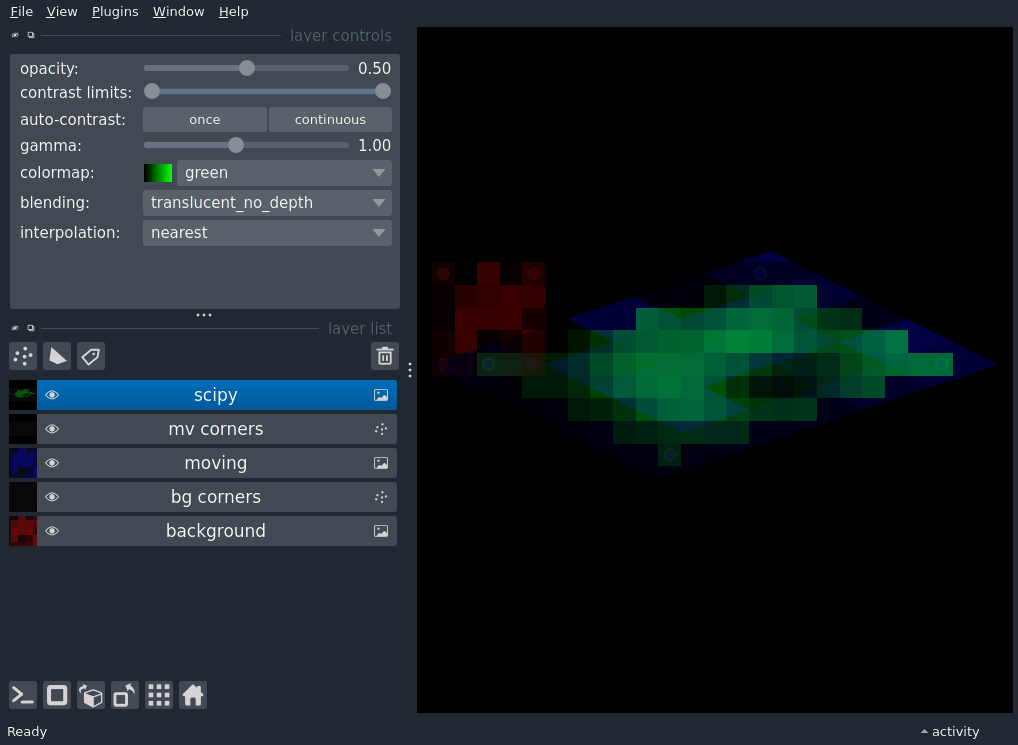 File View Plugins Window Help
layer controls
opacity: 0.50
contrast limits:
auto-contrast: once continuous
gamma: 1.00
colormap: green
blending: translucent_no_depth
interpolation: nearest
layer list
scipy
mv corners
moving
bg corners
background
Ready activity